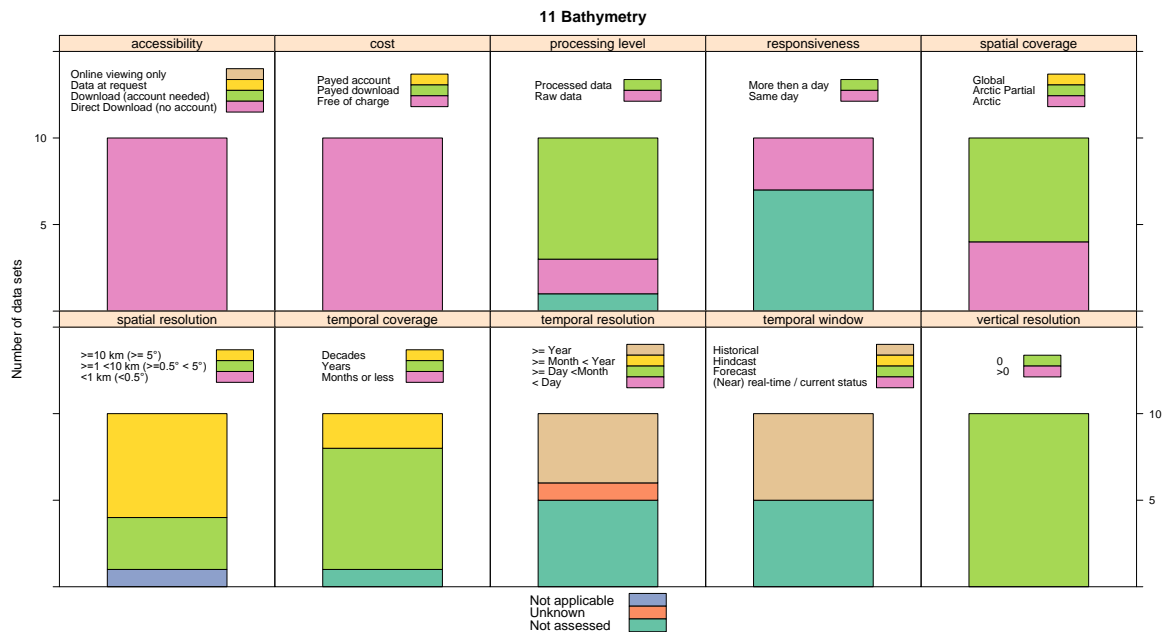 11 Bathymetry
accessibility
cost
processing level
responsiveness
spatial coverage
Online viewing only
Data at request
Download (account needed)
Direct Download (no account)
Payed account
Payed download
Free of charge
Processed data
Raw data
More then a day
Same day
Global
Arctic Partial
Arctic
10
5
Number of data sets
spatial resolution
temporal coverage
temporal resolution
temporal window
vertical resolution
>=10 km (>= 5°)
>=1 <10 km (>=0.5° < 5°)
<1 km (<0.5°)
Decades
Years
Months or less
>= Year
>= Month < Year
>= Day <Month
< Day
Historical
Hindcast
Forecast
(Near) real-time / current status
0
>0
10
5
Not applicable
Unknown
Not assessed